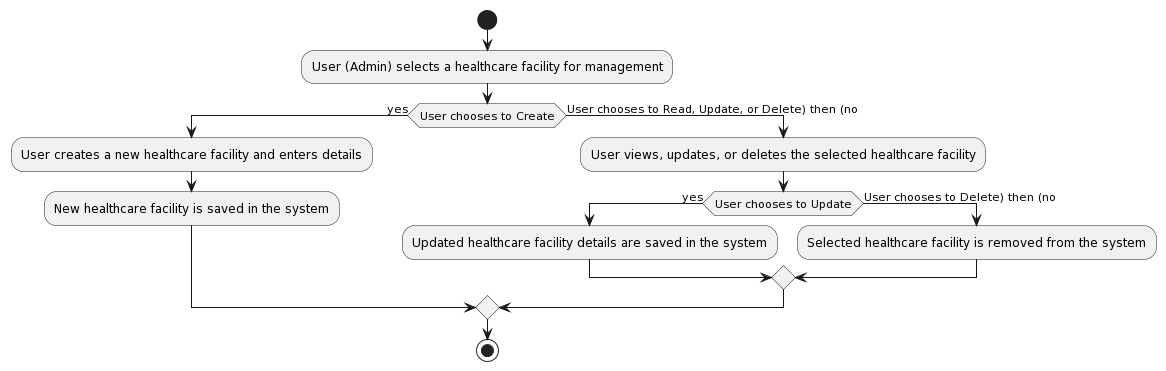 User (Admin) selects a healthcare facility for management
yes
User chooses to Create
User chooses to Read, Update, or Delete) then (no
User creates a new healthcare facility and enters details
User views, updates, or deletes the selected healthcare facility
New healthcare facility is saved in the system
yes
User chooses to Update
User chooses to Delete) then (no
Updated healthcare facility details are saved in the system
Selected healthcare facility is removed from the system